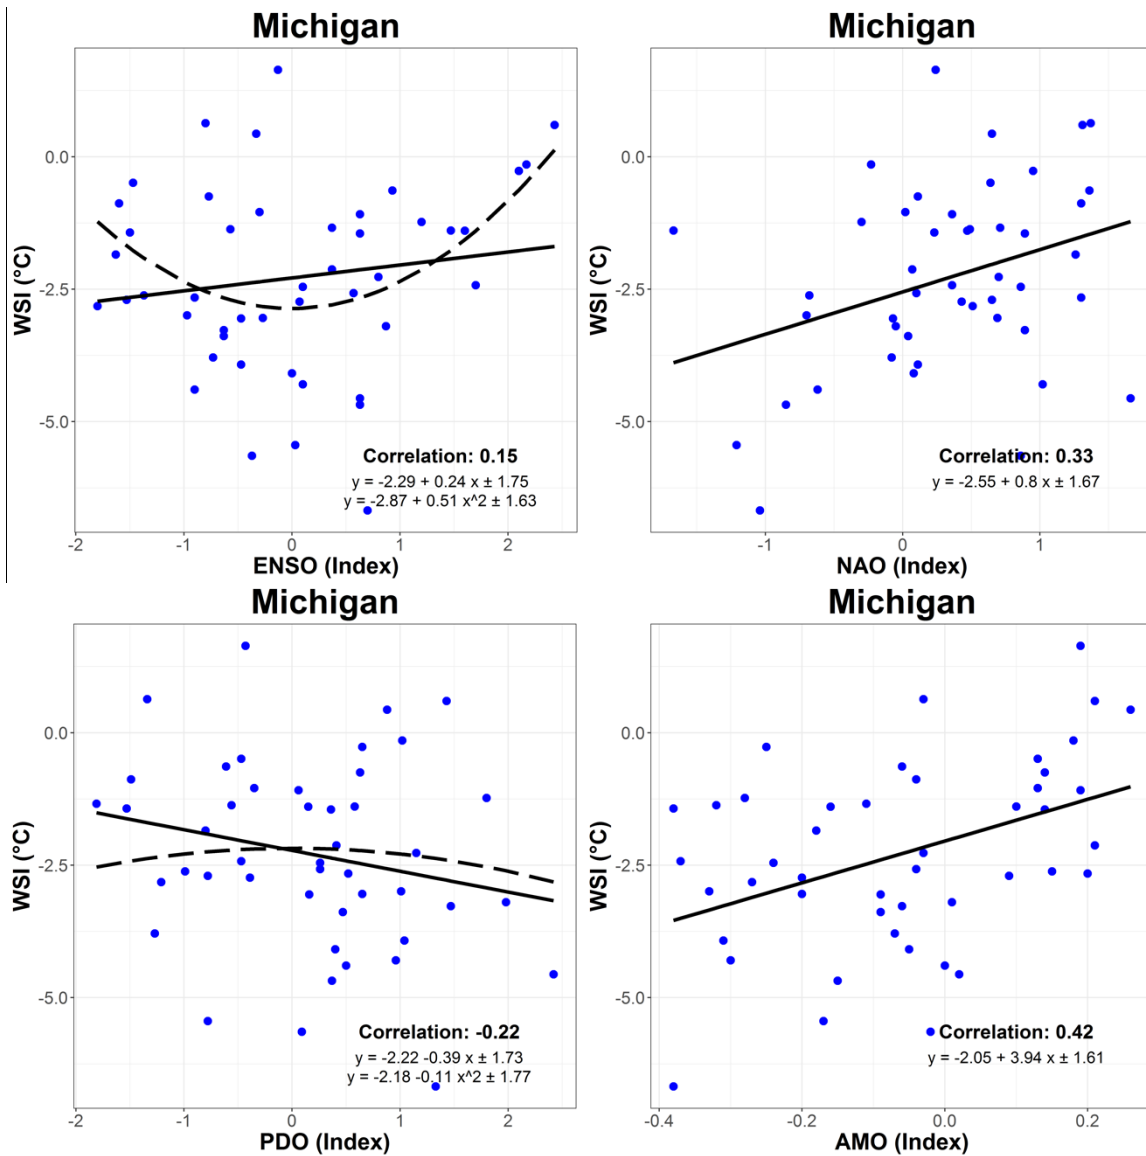 Michigan
WSI (°C)
0.0
-2.5
-5.0
Correlation: 0.15
y = -2.29 + 0.24 x ± 1.75
y = -2.87 + 0.51 x^2 ± 1.63
-2 -1 0 1 2
ENSO (Index)
Michigan
WSI (°C)
0.0
-2.5
-5.0
Correlation: 0.33
y = -2.55 + 0.8 x ± 1.67
-1 0 1
NAO (Index)
Michigan
WSI (°C)
0.0
-2.5
-5.0
Correlation: -0.22
y = -2.22 -0.39 x ± 1.73
y = -2.18 -0.11 x^2 ± 1.77
-2 -1 0 1 2
PDO (Index)
Michigan
WSI (°C)
0.0
-2.5
-5.0
Correlation: 0.42
y = -2.05 + 3.94 x ± 1.61
-0.4 -0.2 0.0 0.2
AMO (Index)